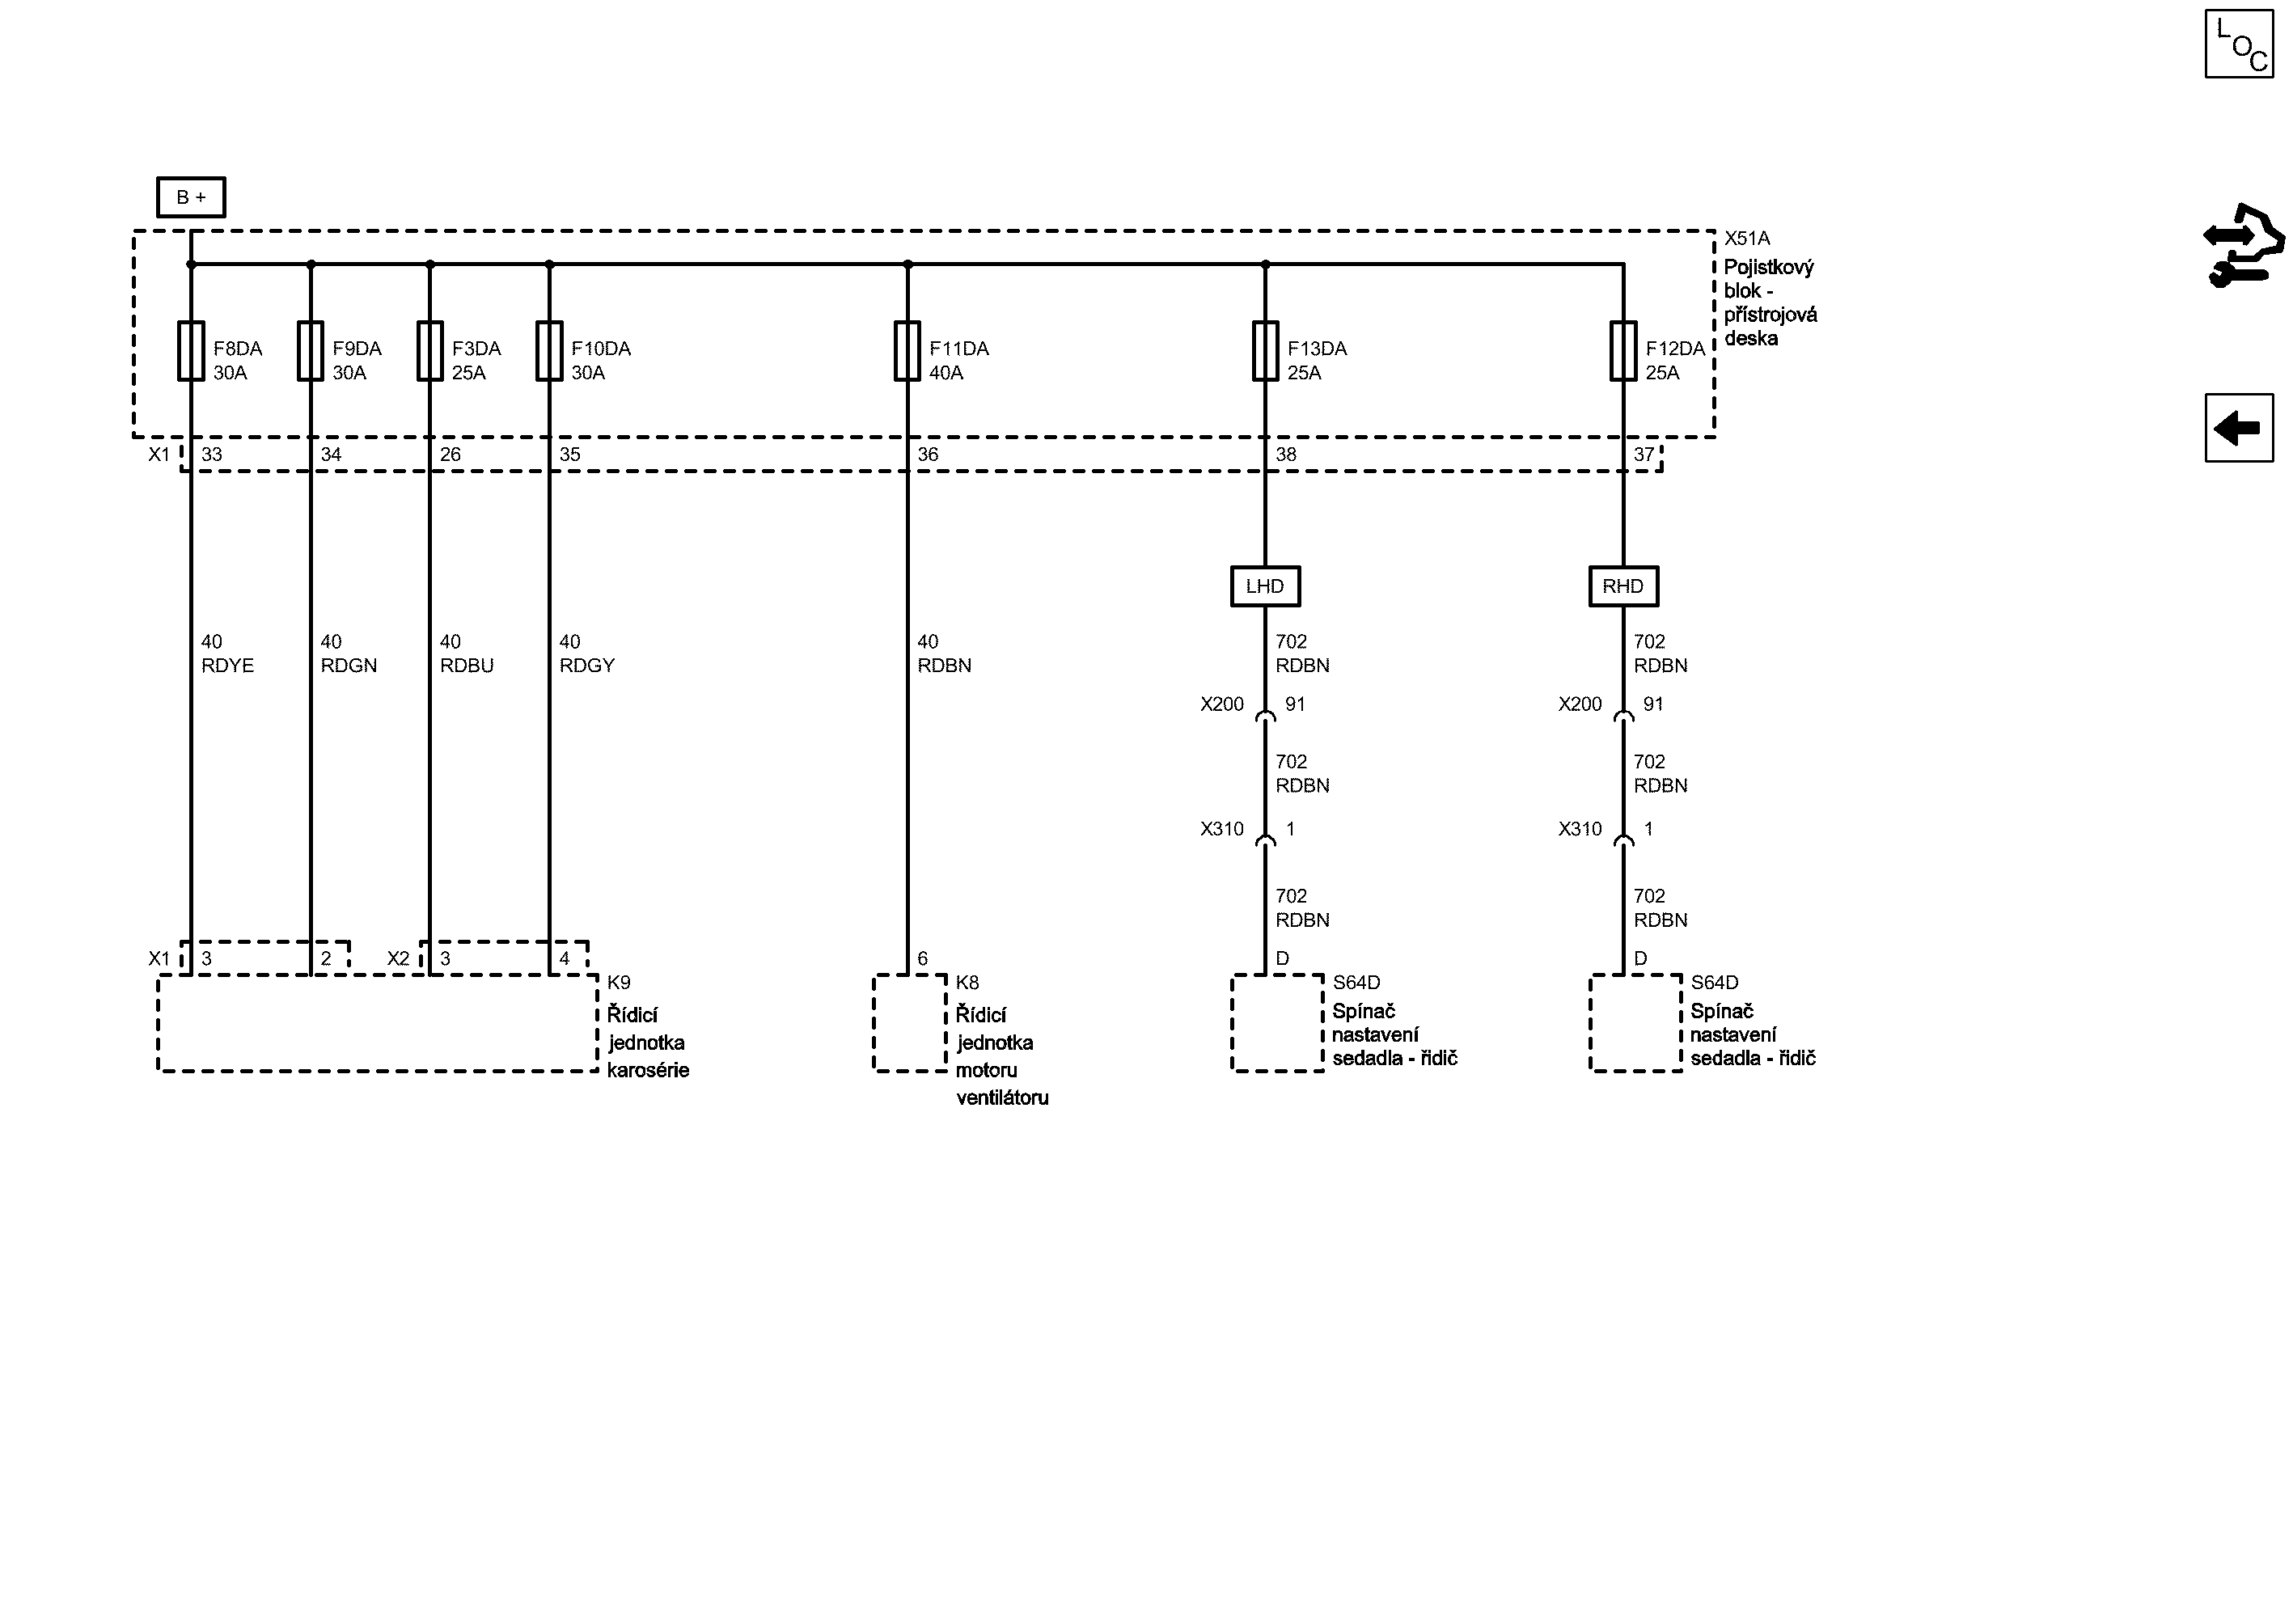 L
O
C
B +
X51A
Pojistkový
blok -
přístrojová
deska
F8DA
30A
F9DA
30A
F3DA
25A
F10DA
30A
F11DA
40A
F13DA
25A
F12DA
25A
X1 33 34 26 35 36 38 37
LHD RHD
40
RDYE
40
RDGN
40
RDBU
40
RDGY
40
RDBN
702
RDBN
702
RDBN
X200 91 X200 91
702
RDBN
702
RDBN
X310 1 X310 1
702
RDBN
702
RDBN
X1 3 2 X2 3 4 6 D D
K9
Řídicí
jednotka
karosérie
K8
Řídicí
jednotka
motoru
ventilátoru
S64D
Spínač
nastavení
sedadla - řidič
S64D
Spínač
nastavení
sedadla - řidič